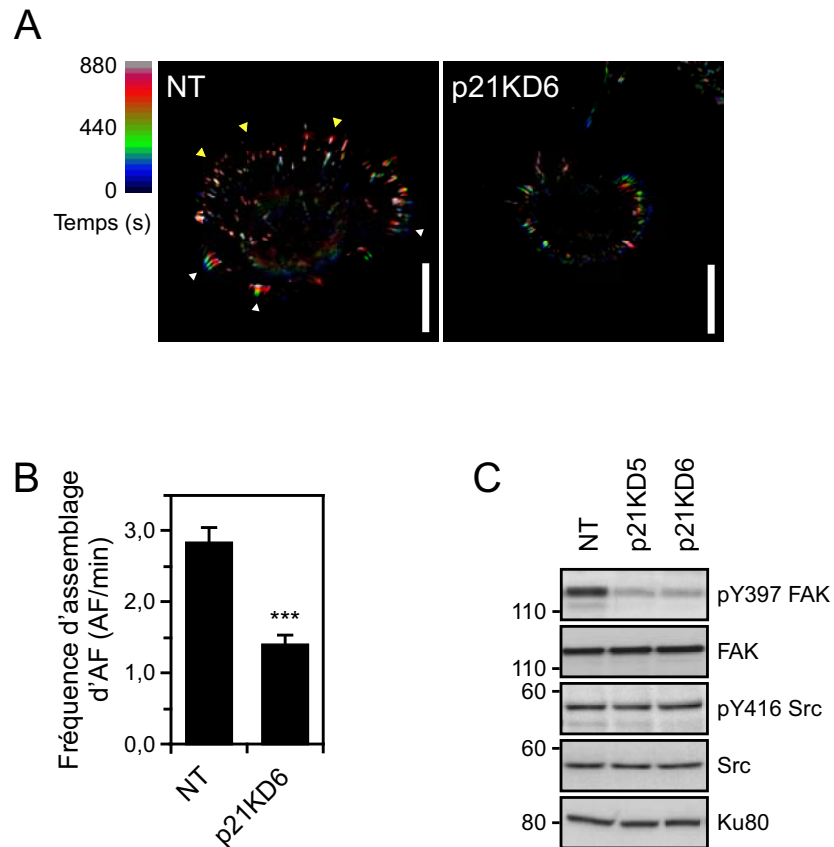 A
880
440
0
Temps (s)
NT
p21KD6
B
Fréquence d'assemblage
d'AF (AF/min)
3,0
2,0
1,0
0,0
***
NT
p21KD6
C
NT
p21KD5
p21KD6
110
pY397 FAK
110
FAK
60
pY416 Src
60
Src
80
Ku80